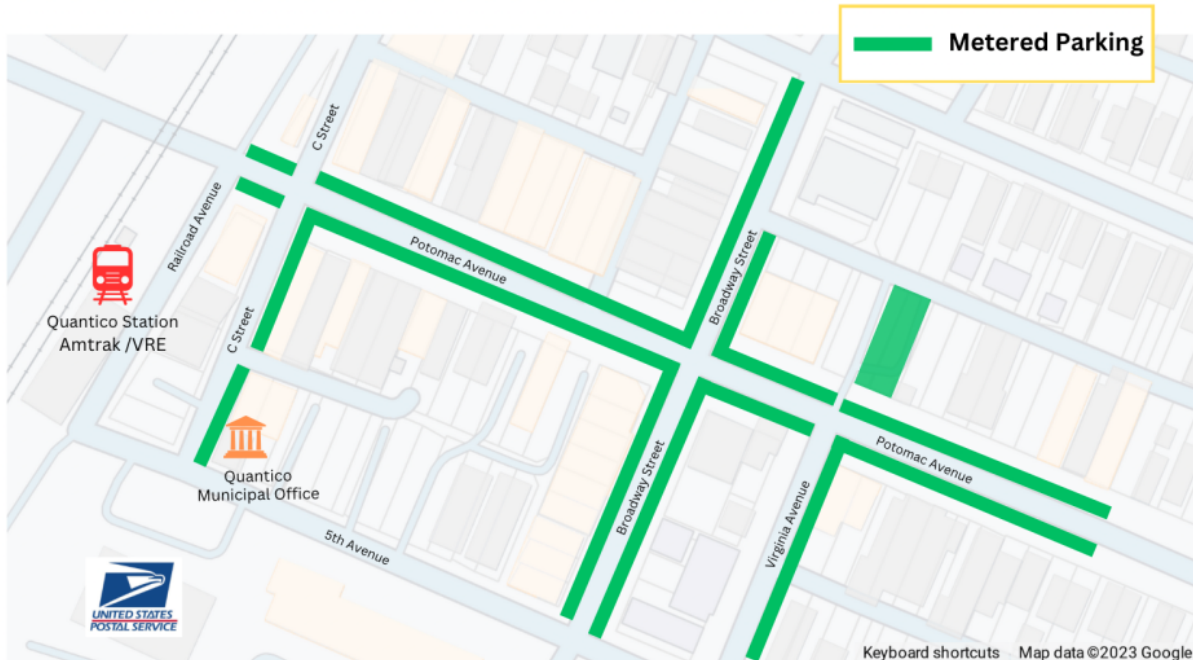 Metered Parking
C Street
Railroad Avenue
Potomac Avenue
Broadway Street
Quantico Station
Amtrak /VRE
C Street
Quantico
Municipal Office
Broadway Street
Potomac Avenue
Virginia Avenue
5th Avenue
UNITED STATES
POSTAL SERVICE
Keyboard shortcuts
Map data ©2023 Google